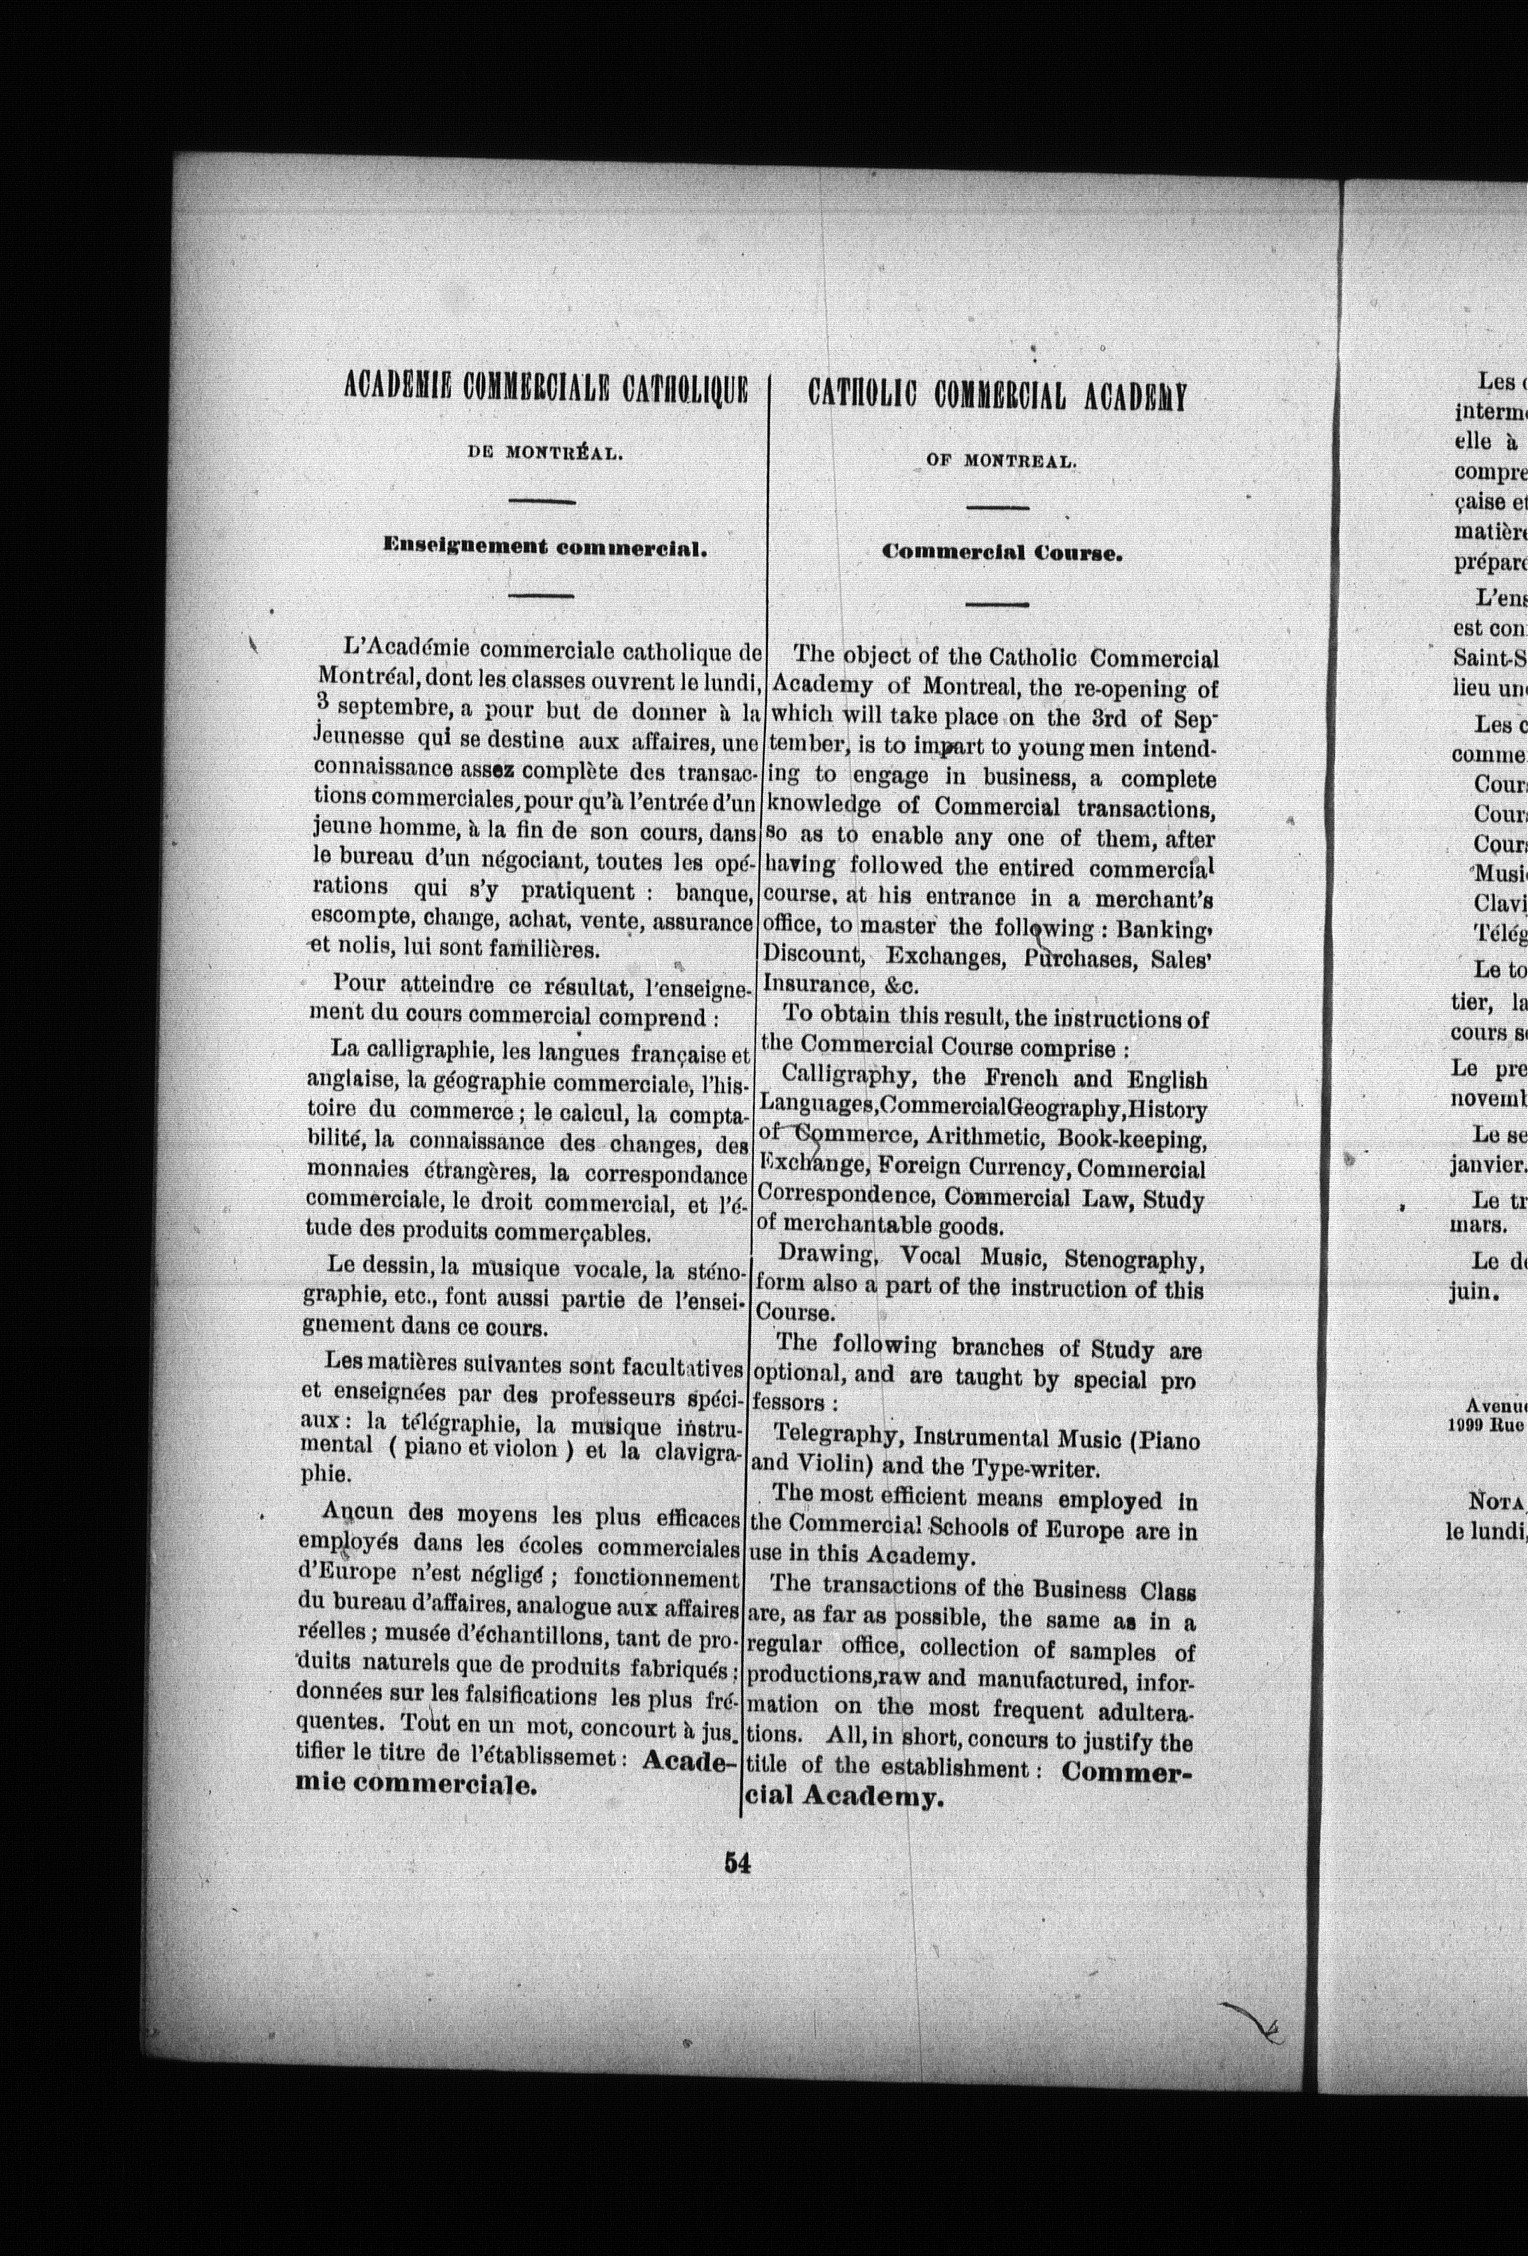 ACADEMIE COMMERCIALE CATHOLIQUE
DE MONTRÉAL.
Enseignement commercial.
L'Académie commerciale catholique de
Montréal, dont les classes ouvrent le lundi,
3 septembre, a pour but de donner à la
Jeunesse qui se destine aux affaires, une
connaissance assez complète des transac-
tions commerciales, pour qu'à l'entrée d'un
jeune homme, à la fin de son cours, dans
le bureau d'un négociant, toutes les opé-
rations qui s'y pratiquent : banque,
escompte, change, achat, vente, assurance
et nolis, lui sont familières.
Pour atteindre ce résultat, l'enseigne-
ment du cours commercial comprend :
La calligraphie, les langues française et
anglaise, la géographie commerciale, l'his-
toire du commerce ; le calcul, la compta-
bilité, la connaissance des changes, des
monnaies étrangères, la correspondance
commerciale, le droit commercial, et l'é-
tude des produits commerçables.
Le dessin, la musique vocale, la sténo-
graphie, etc., font aussi partie de l'ensei-
gnement dans ce cours.
Les matières suivantes sont facultatives
et enseignées par des professeurs spéci-
aux : la télégraphie, la musique instru-
mental ( piano et violon ) et la clavigra-
phie.
Aucun des moyens les plus efficaces
employés dans les écoles commerciales
d'Europe n'est négligé ; fonctionnement
du bureau d'affaires, analogue aux affaires
réelles ; musée d'échantillons, tant de pro-
duits naturels que de produits fabriqués ;
données sur les falsifications les plus fré-
quentes. Tout en un mot, concourt à jus.
tifier le titre de l'établissemet : Acade-
mie commerciale.
CATHOLIC COMMERCIAL ACADEMY
OF MONTREAL.
Commercial Course.
The object of the Catholic Commercial
Academy of Montreal, the re-opening of
which will take place on the 3rd of Sep-
tember, is to impart to young men intend-
ing to engage in business, a complete
knowledge of Commercial transactions,
so as to enable any one of them, after
having followed the entired commercial
course, at his entrance in a merchant's
office, to master the following : Banking,
Discount, Exchanges, Purchases, Sales'
Insurance, &c.
To obtain this result, the instructions of
the Commercial Course comprise :
Calligraphy, the French and English
Languages, Commercial Geography, History
of Commerce, Arithmetic, Book-keeping,
Exchange, Foreign Currency, Commercial
Correspondence, Commercial Law, Study
of merchantable goods.
Drawing, Vocal Music, Stenography,
form also a part of the instruction of this
Course.
The following branches of Study are
optional, and are taught by special pro
fessors :
Telegraphy, Instrumental Music (Piano
and Violin) and the Type-writer.
The most efficient means employed in
the Commercial Schools of Europe are in
use in this Academy.
The transactions of the Business Class
are, as far as possible, the same as in a
regular office, collection of samples of
productions, raw and manufactured, infor-
mation on the most frequent adultera-
tions. All, in short, concurs to justify the
title of the establishment : Commer-
cial Academy.
54
Les
elle à
çaise et
L'ens
est con
Saint-S
lieu
Les
Le to
tier, la
cours
Le
Le
janvier.
Le
mars.
Le
juin.
1999 Rue
NOTA
le lundi,